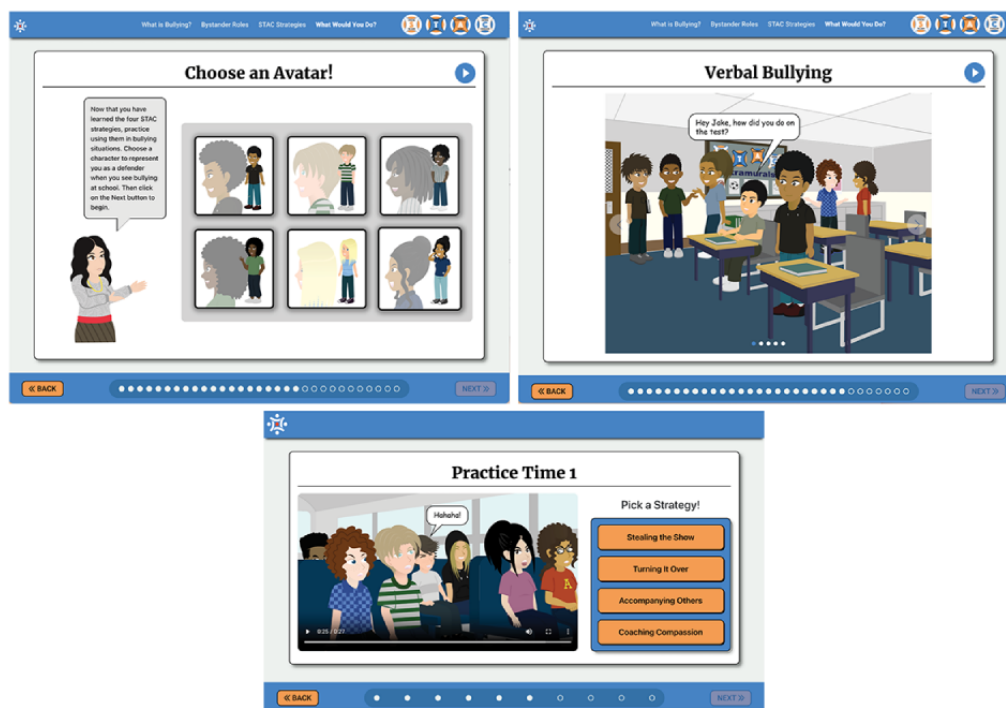 What is Bullying? Bystander Roles STAC Strategies What Would You Do?
S T A C
Choose an Avatar!
Now that you have
learned the four STAC
strategies, practice
using them in bullying
situations. Choose a
character to represent
you as a defender
when you see bullying
at school. Then click
on the Next button to
begin.
« BACK
NEXT »
What is Bullying? Bystander Roles STAC Strategies What Would You Do?
S T A C
Verbal Bullying
Hey Jake, how did you do on
the test?
« BACK
NEXT »
Practice Time 1
Hahaha!
A
0:25 / 0:27
Pick a Strategy!
Stealing the Show
Turning It Over
Accompanying Others
Coaching Compassion
« BACK
NEXT »